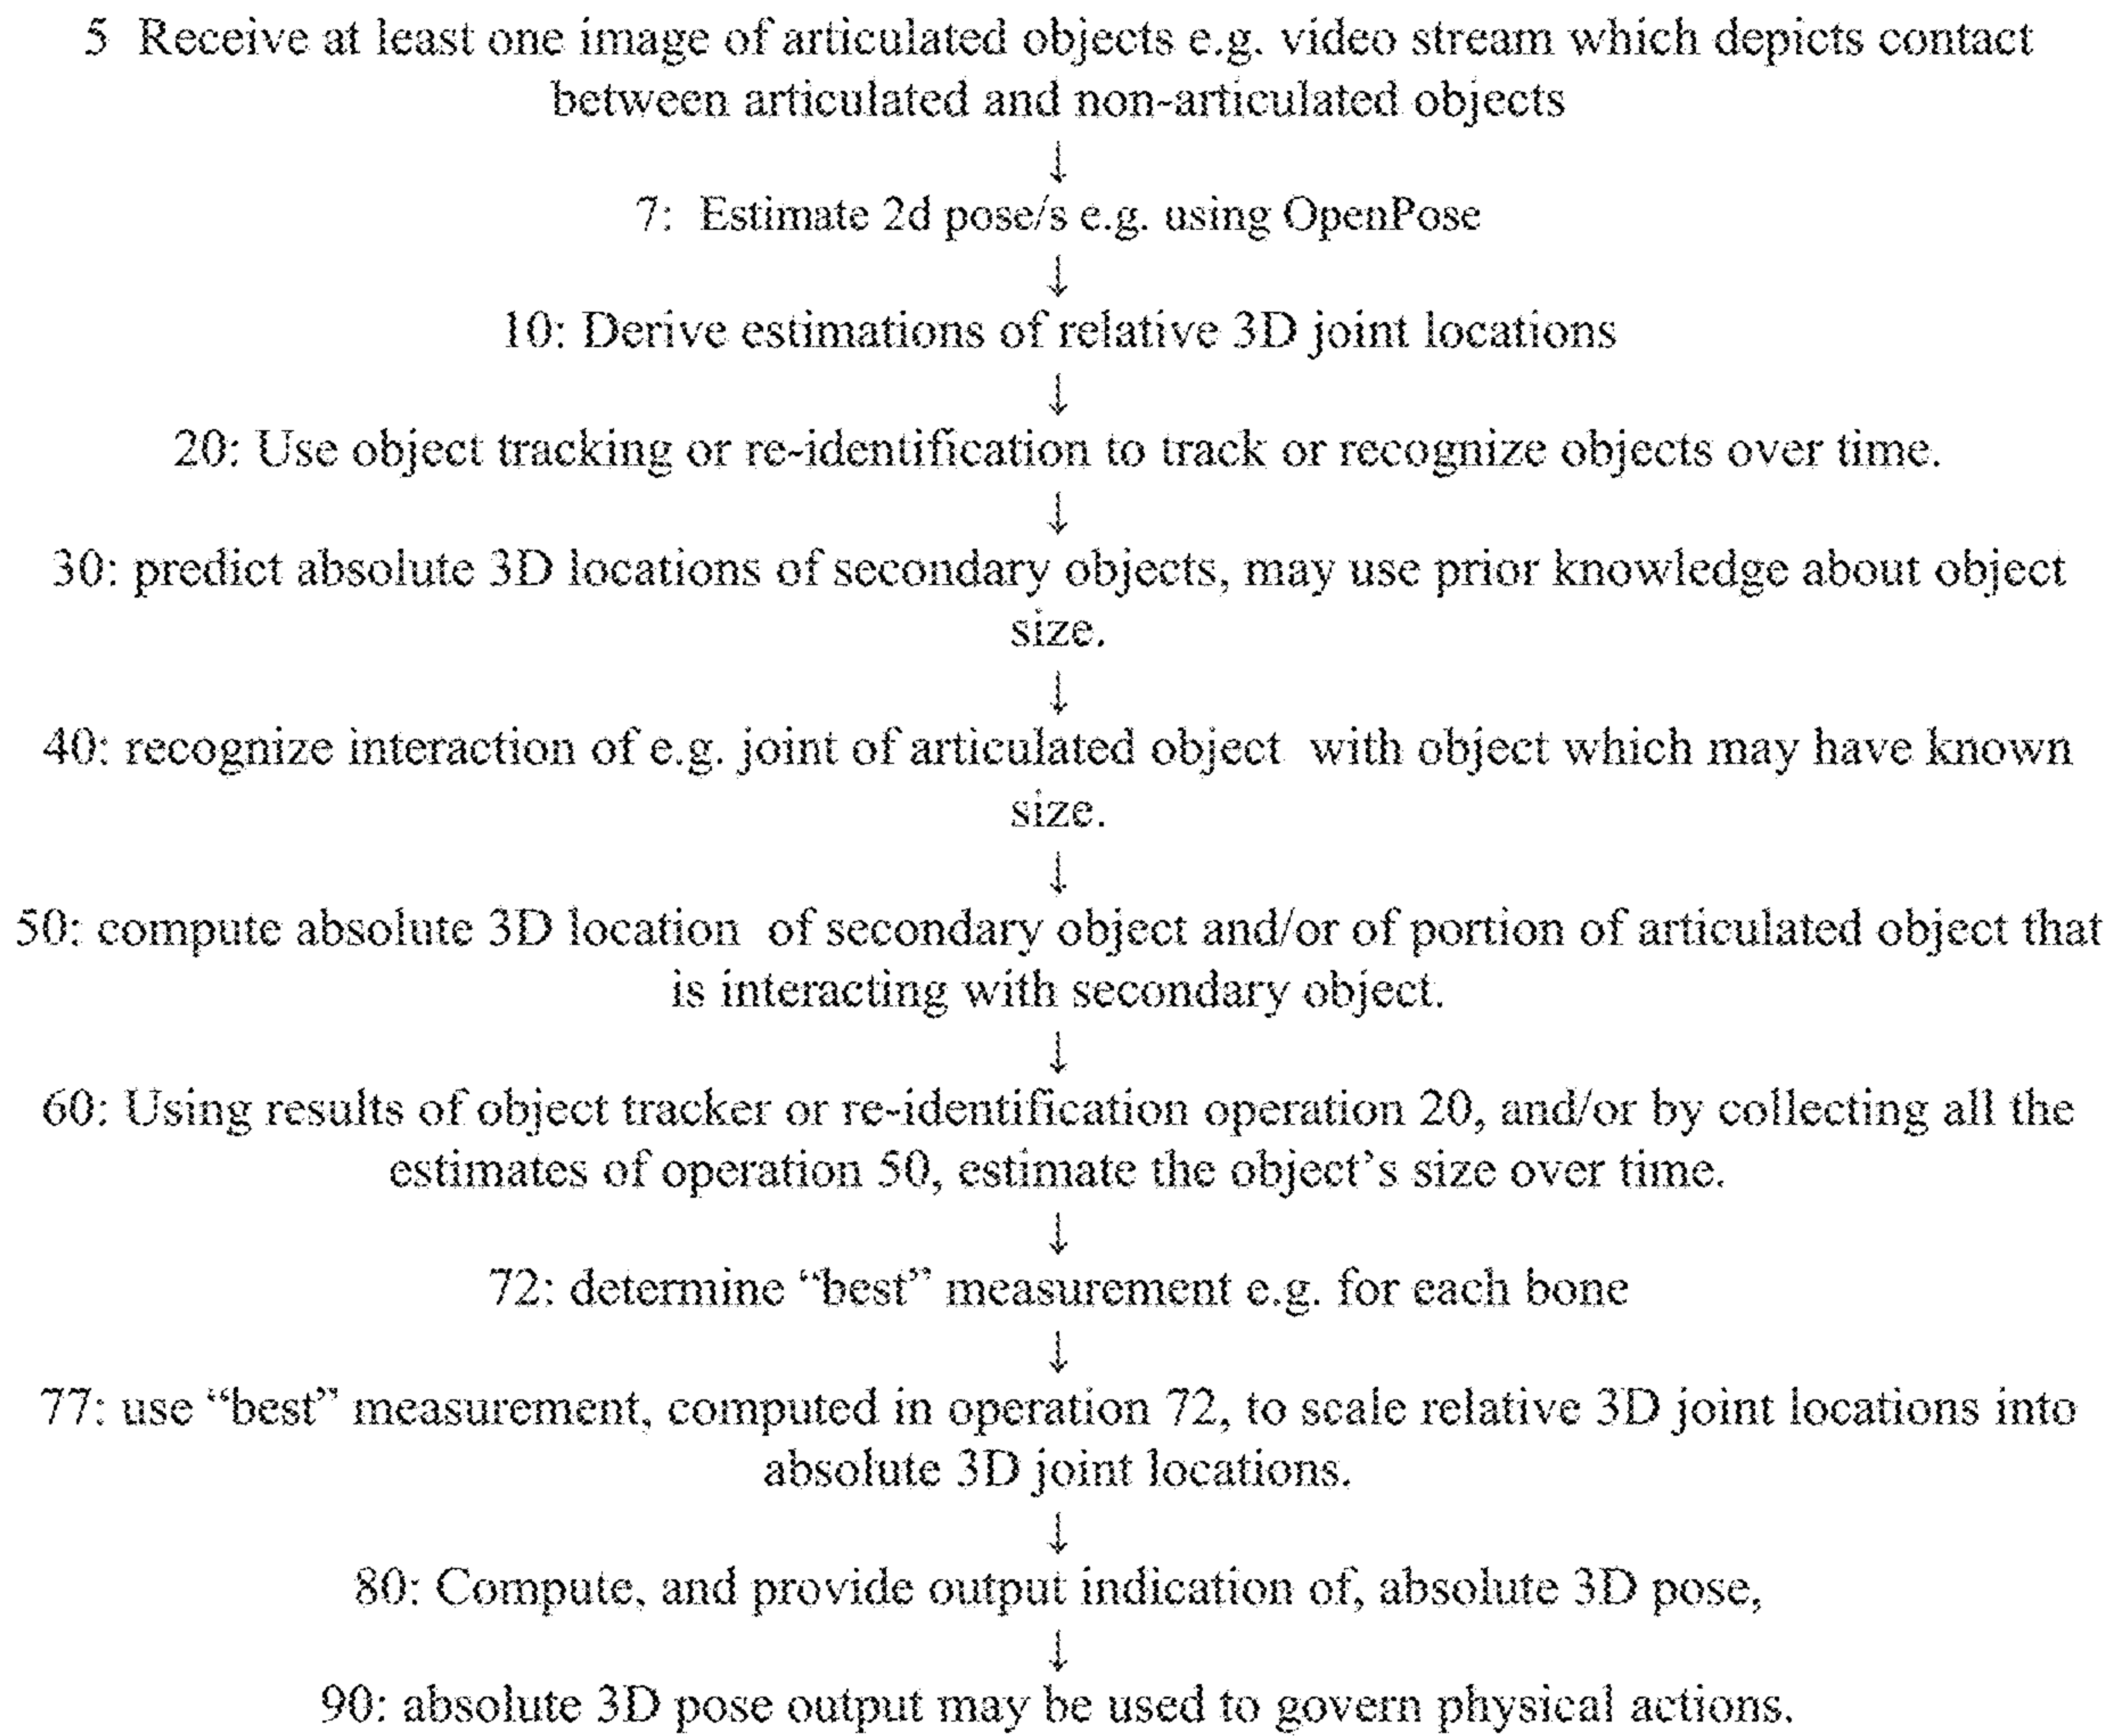 5  Receive at least one image of articulated objects e.g. video stream which depicts contact
between articulated and non-articulated objects
↓
7:  Estimate 2d pose/s e.g. using OpenPose
↓
10: Derive estimations of relative 3D joint locations
↓
20: Use object tracking or re-identification to track or recognize objects over time.
↓
30: predict absolute 3D locations of secondary objects, may use prior knowledge about object
size.
↓
40: recognize interaction of e.g. joint of articulated object  with object which may have known
size.
↓
50: compute absolute 3D location  of secondary object and/or of portion of articulated object that
is interacting with secondary object.
↓
60: Using results of object tracker or re-identification operation 20, and/or by collecting all the
estimates of operation 50, estimate the object’s size over time.
↓
72: determine “best” measurement e.g. for each bone
↓
77: use “best” measurement, computed in operation 72, to scale relative 3D joint locations into
absolute 3D joint locations.
↓
80: Compute, and provide output indication of, absolute 3D pose,
↓
90: absolute 3D pose output may be used to govern physical actions.